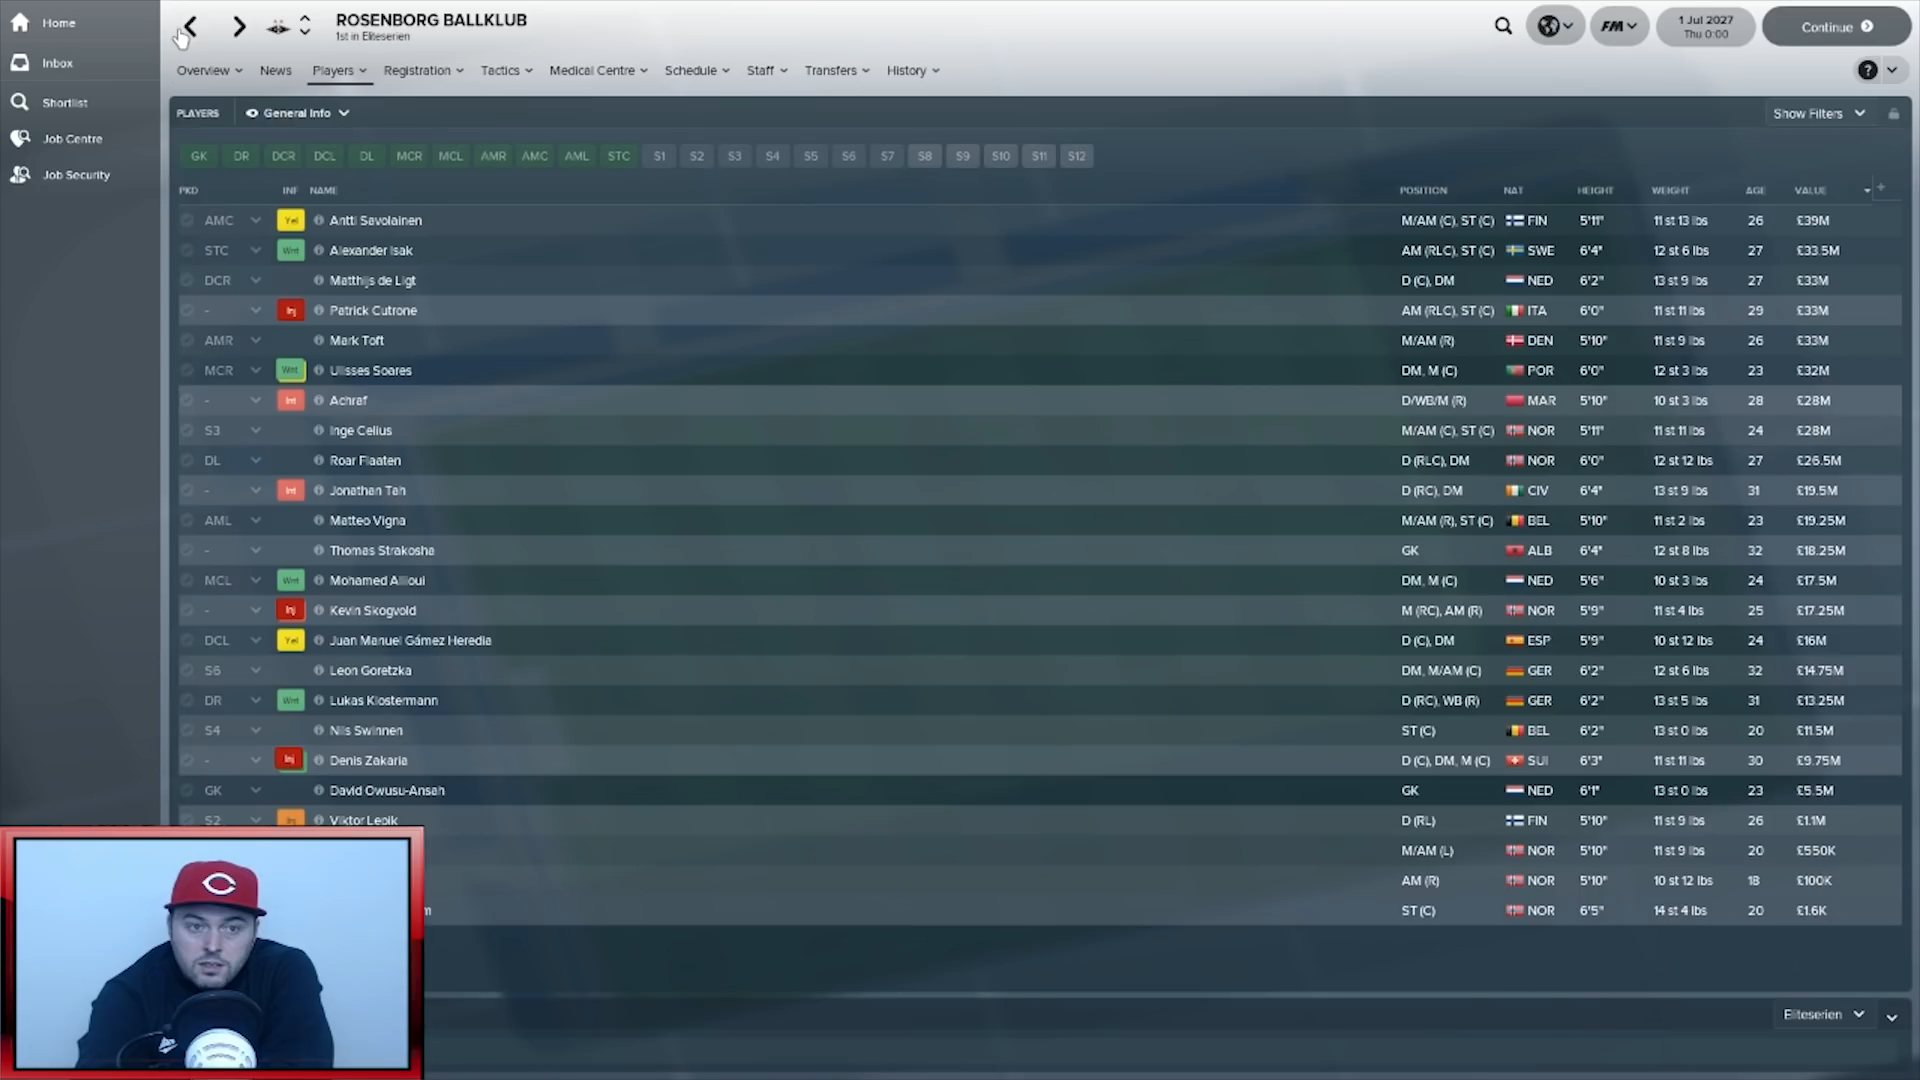 Home
Inbox
Shortlist
Job Centre
Job Security
ROSENBORG BALLKLUB
1st in Eliteserien
FM
1 Jul 2027
Thu 0:00
Continue
Overview News Players Registration Tactics Medical Centre Schedule Staff Transfers History
?
PLAYERS General Info Show Filters
GK DR DCR DCL DL MCR MCL AMR AMC AML STC S1 S2 S3 S4 S5 S6 S7 S8 S9 S10 S11 S12
PKD INF NAME POSITION NAT HEIGHT WEIGHT AGE VALUE
AMC Yel Antti Savolainen M/AM (C), ST (C) FIN 5'11" 11 st 13 lbs 26 £39M
STC Wnt Alexander Isak AM (RLC), ST (C) SWE 6'4" 12 st 6 lbs 27 £33.5M
DCR Matthijs de Ligt D (C), DM NED 6'2" 13 st 9 lbs 27 £33M
- Inj Patrick Cutrone AM (RLC), ST (C) ITA 6'0" 11 st 11 lbs 29 £33M
AMR Mark Toft M/AM (R) DEN 5'10" 11 st 9 lbs 26 £33M
MCR Wnt Ulisses Soares DM, M (C) POR 6'0" 12 st 3 lbs 23 £32M
- Int Achraf D/WB/M (R) MAR 5'10" 10 st 3 lbs 28 £28M
S3 Inge Celius M/AM (C), ST (C) NOR 5'11" 11 st 11 lbs 24 £28M
DL Roar Flaaten D (RLC), DM NOR 6'0" 12 st 12 lbs 27 £26.5M
- Int Jonathan Tah D (RC), DM CIV 6'4" 13 st 9 lbs 31 £19.5M
AML Matteo Vigna M/AM (R), ST (C) BEL 5'10" 11 st 2 lbs 23 £19.25M
- Thomas Strakosha GK ALB 6'4" 12 st 8 lbs 32 £18.25M
MCL Wnt Mohamed Allioui DM, M (C) NED 5'6" 10 st 3 lbs 24 £17.5M
- Inj Kevin Skogvold M (RC), AM (R) NOR 5'9" 11 st 4 lbs 25 £17.25M
DCL Yel Juan Manuel Gámez Heredia D (C), DM ESP 5'9" 10 st 12 lbs 24 £16M
S6 Leon Goretzka DM, M/AM (C) GER 6'2" 12 st 6 lbs 32 £14.75M
DR Wnt Lukas Klostermann D (RC), WB (R) GER 6'2" 13 st 5 lbs 31 £13.25M
S4 Nils Swinnen ST (C) BEL 6'2" 13 st 0 lbs 20 £11.5M
- Inj Denis Zakaria D (C), DM, M (C) SUI 6'3" 11 st 11 lbs 30 £9.75M
GK David Owusu-Ansah GK NED 6'1" 13 st 0 lbs 23 £5.5M
S2 Inj Viktor Lepik D (RL) FIN 5'10" 11 st 9 lbs 26 £1.1M
M/AM (L) NOR 5'10" 11 st 9 lbs 20 £550K
AM (R) NOR 5'10" 10 st 12 lbs 18 £100K
m ST (C) NOR 6'5" 14 st 4 lbs 20 £1.6K
C
Eliteserien